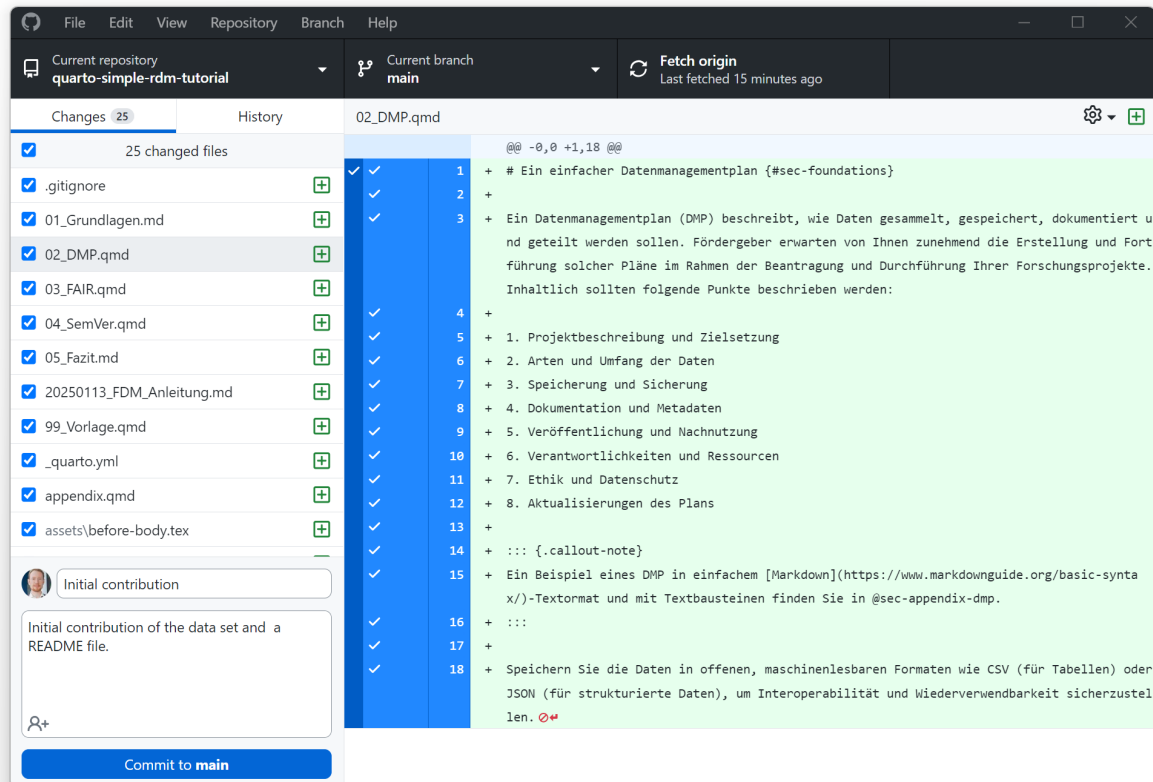 File Edit View Repository Branch Help
Current repository
quarto-simple-rdm-tutorial
Current branch
main
Fetch origin
Last fetched 15 minutes ago
Changes 25 History
25 changed files
.gitignore
01_Grundlagen.md
02_DMP.qmd
03_FAIR.qmd
04_SemVer.qmd
05_Fazit.md
20250113_FDM_Anleitung.md
99_Vorlage.qmd
_quarto.yml
appendix.qmd
assets\before-body.tex
Initial contribution
Initial contribution of the data set and a
README file.
Commit to main
02_DMP.qmd
@@ -0,0 +1,18 @@
1 + # Ein einfacher Datenmanagementplan {#sec-foundations}
2 +
3 + Ein Datenmanagementplan (DMP) beschreibt, wie Daten gesammelt, gespeichert, dokumentiert u
nd geteilt werden sollen. Fördergeber erwarten von Ihnen zunehmend die Erstellung und Fort
führung solcher Pläne im Rahmen der Beantragung und Durchführung Ihrer Forschungsprojekte.
Inhaltlich sollten folgende Punkte beschrieben werden:
4 +
5 + 1. Projektbeschreibung und Zielsetzung
6 + 2. Arten und Umfang der Daten
7 + 3. Speicherung und Sicherung
8 + 4. Dokumentation und Metadaten
9 + 5. Veröffentlichung und Nachnutzung
10 + 6. Verantwortlichkeiten und Ressourcen
11 + 7. Ethik und Datenschutz
12 + 8. Aktualisierungen des Plans
13 +
14 + ::: {.callout-note}
15 + Ein Beispiel eines DMP in einfachem [Markdown](https://www.markdownguide.org/basic-synta
x/)-Textormat und mit Textbausteinen finden Sie in @sec-appendix-dmp.
16 + :::
17 +
18 + Speichern Sie die Daten in offenen, maschinenlesbaren Formaten wie CSV (für Tabellen) oder
JSON (für strukturierte Daten), um Interoperabilität und Wiederverwendbarkeit sicherzustel
len.